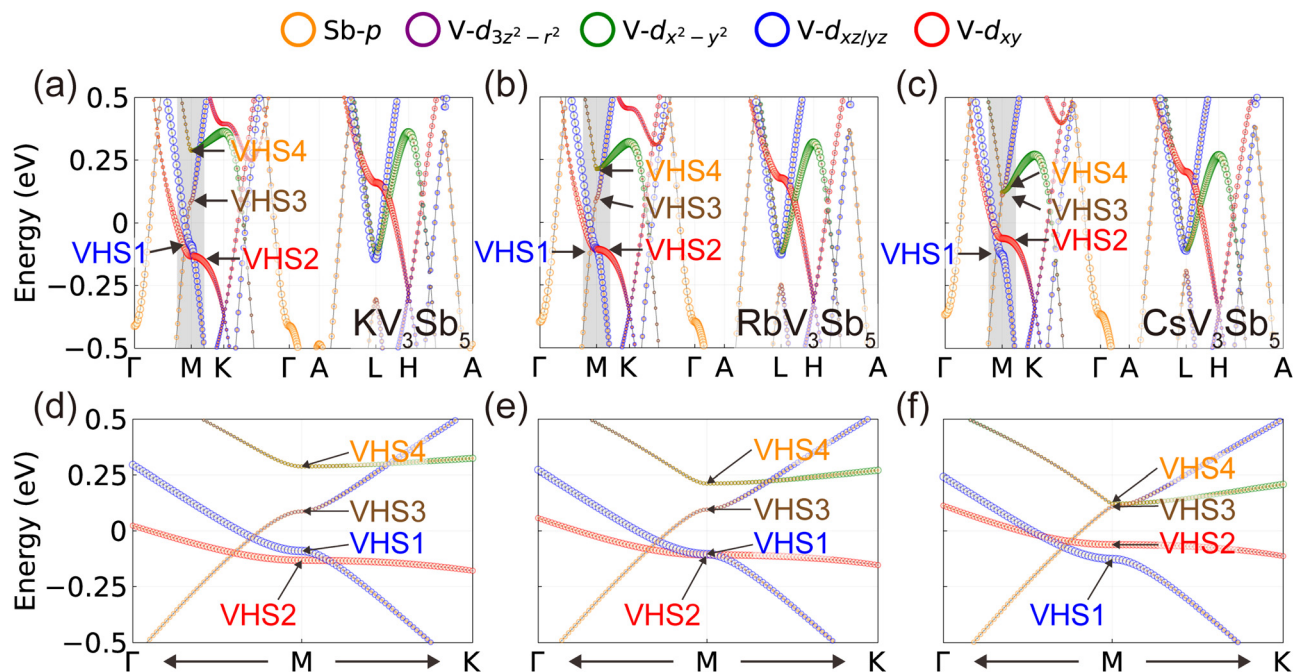 Sb-p V-d3z²−r² V-dx²−y² V-dxz/yz V-dxy
(a) (b) (c)
0.5
0.25
0
−0.25
−0.5
Energy (eV)
VHS4
VHS3
VHS1
VHS2
KV3Sb5
Γ M K Γ A L H A
VHS4
VHS3
VHS1
VHS2
RbV3Sb5
Γ M K Γ A L H A
VHS4
VHS3
VHS2
VHS1
CsV3Sb5
Γ M K Γ A L H A
(d) (e) (f)
0.5
0.25
0
−0.25
−0.5
Energy (eV)
VHS4
VHS3
VHS1
VHS2
Γ M K
VHS4
VHS3
VHS1
VHS2
Γ M K
VHS4
VHS3
VHS2
VHS1
Γ M K